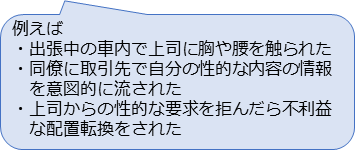 例えば
・出張中の車内で上司に胸や腰を触られた
・同僚に取引先で自分の性的な内容の情報
を意図的に流された
・上司からの性的な要求を拒んだら不利益
な配置転換をされた